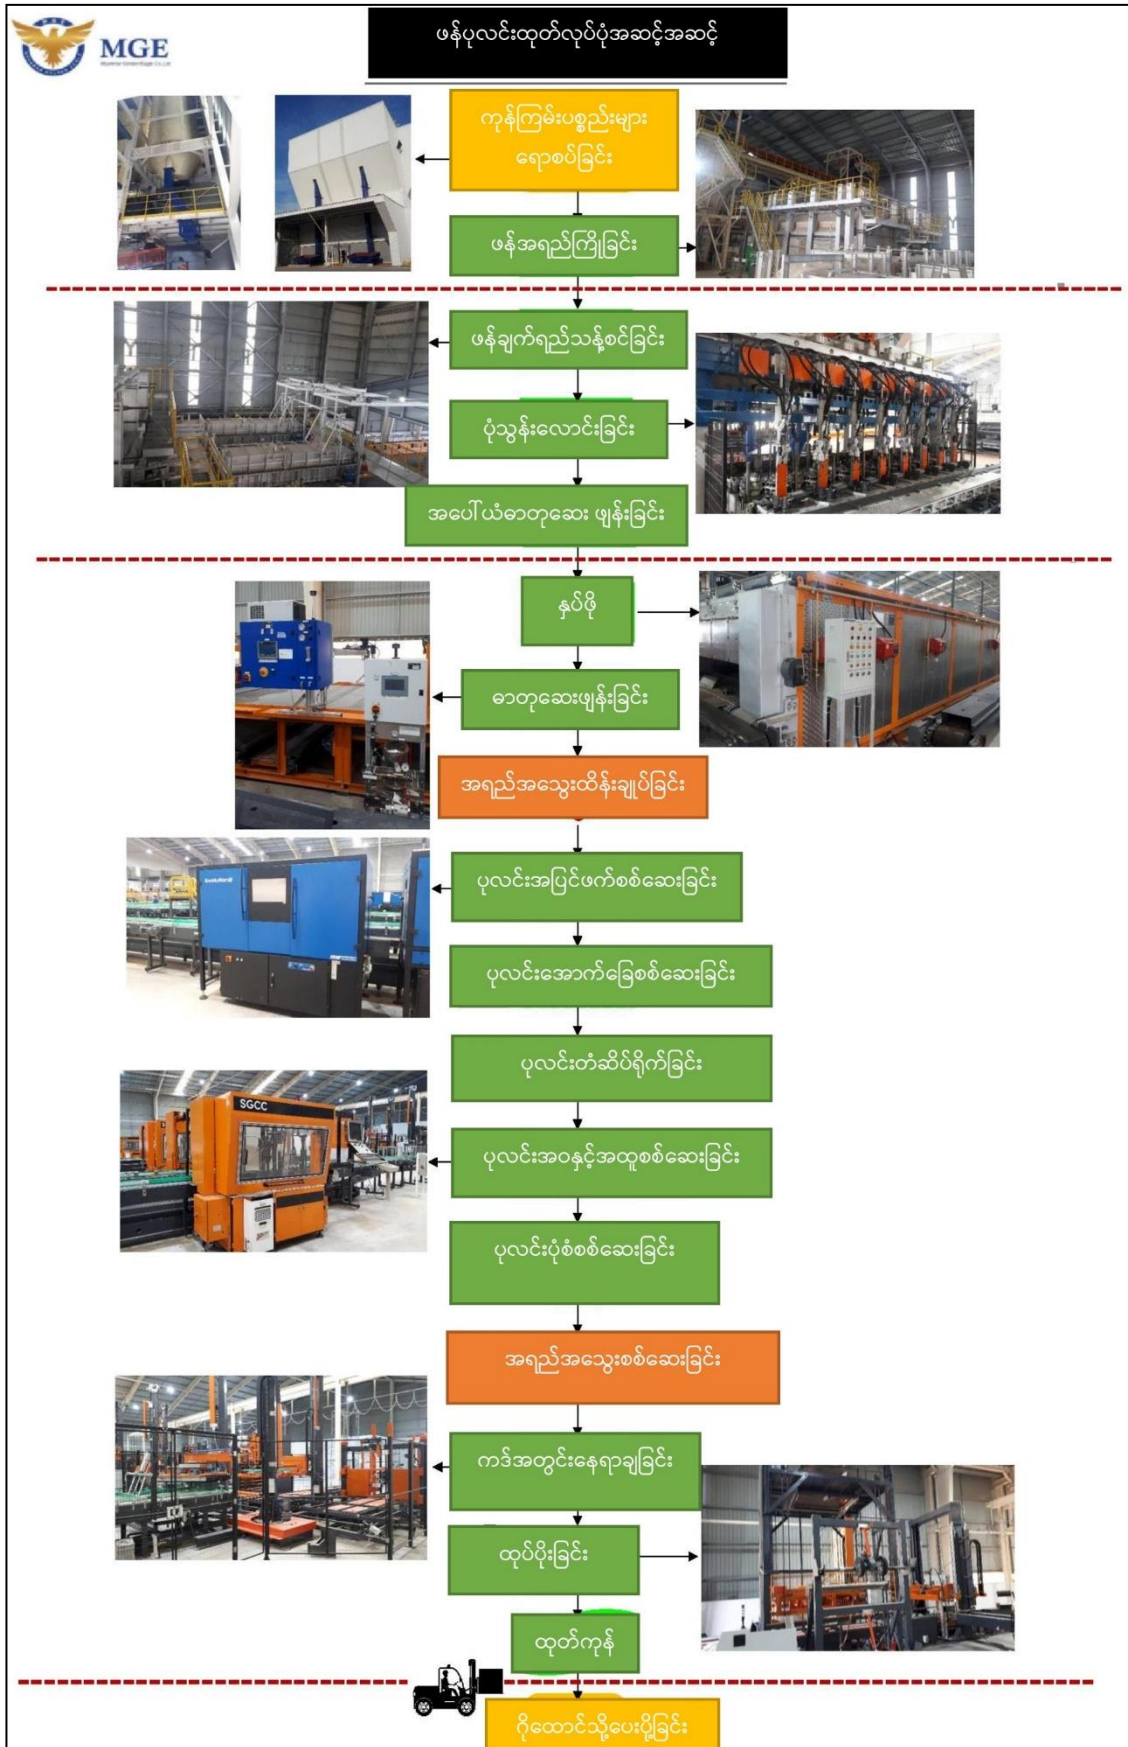 MGE
Myanmar Golden Eagle Co.,Ltd
ဖန်ပုလင်းထုတ်လုပ်ပုံအဆင့်အဆင့်
ကုန်ကြမ်းပစ္စည်းများ
ရောစပ်ခြင်း
ဖန်အရည်ကြိုခြင်း
ဖန်ချက်ရည်သန့်စင်ခြင်း
ပုံသွန်းလောင်းခြင်း
အပေါ်ယံဓာတုဆေး ဖျန်းခြင်း
နှပ်ဖို
ဓာတုဆေးဖျန်းခြင်း
အရည်အသွေးထိန်းချုပ်ခြင်း
ပုလင်းအပြင်ဖက်စစ်ဆေးခြင်း
ပုလင်းအောက်ခြေစစ်ဆေးခြင်း
ပုလင်းတံဆိပ်ရိုက်ခြင်း
SGCC
ပုလင်းအဝနှင့်အထူစစ်ဆေးခြင်း
ပုလင်းပုံစံစစ်ဆေးခြင်း
အရည်အသွေးစစ်ဆေးခြင်း
ကဒ်အတွင်းနေရာချခြင်း
ထုပ်ပိုးခြင်း
ထုတ်ကုန်
ဂိုထောင်သို့ပေးပို့ခြင်း